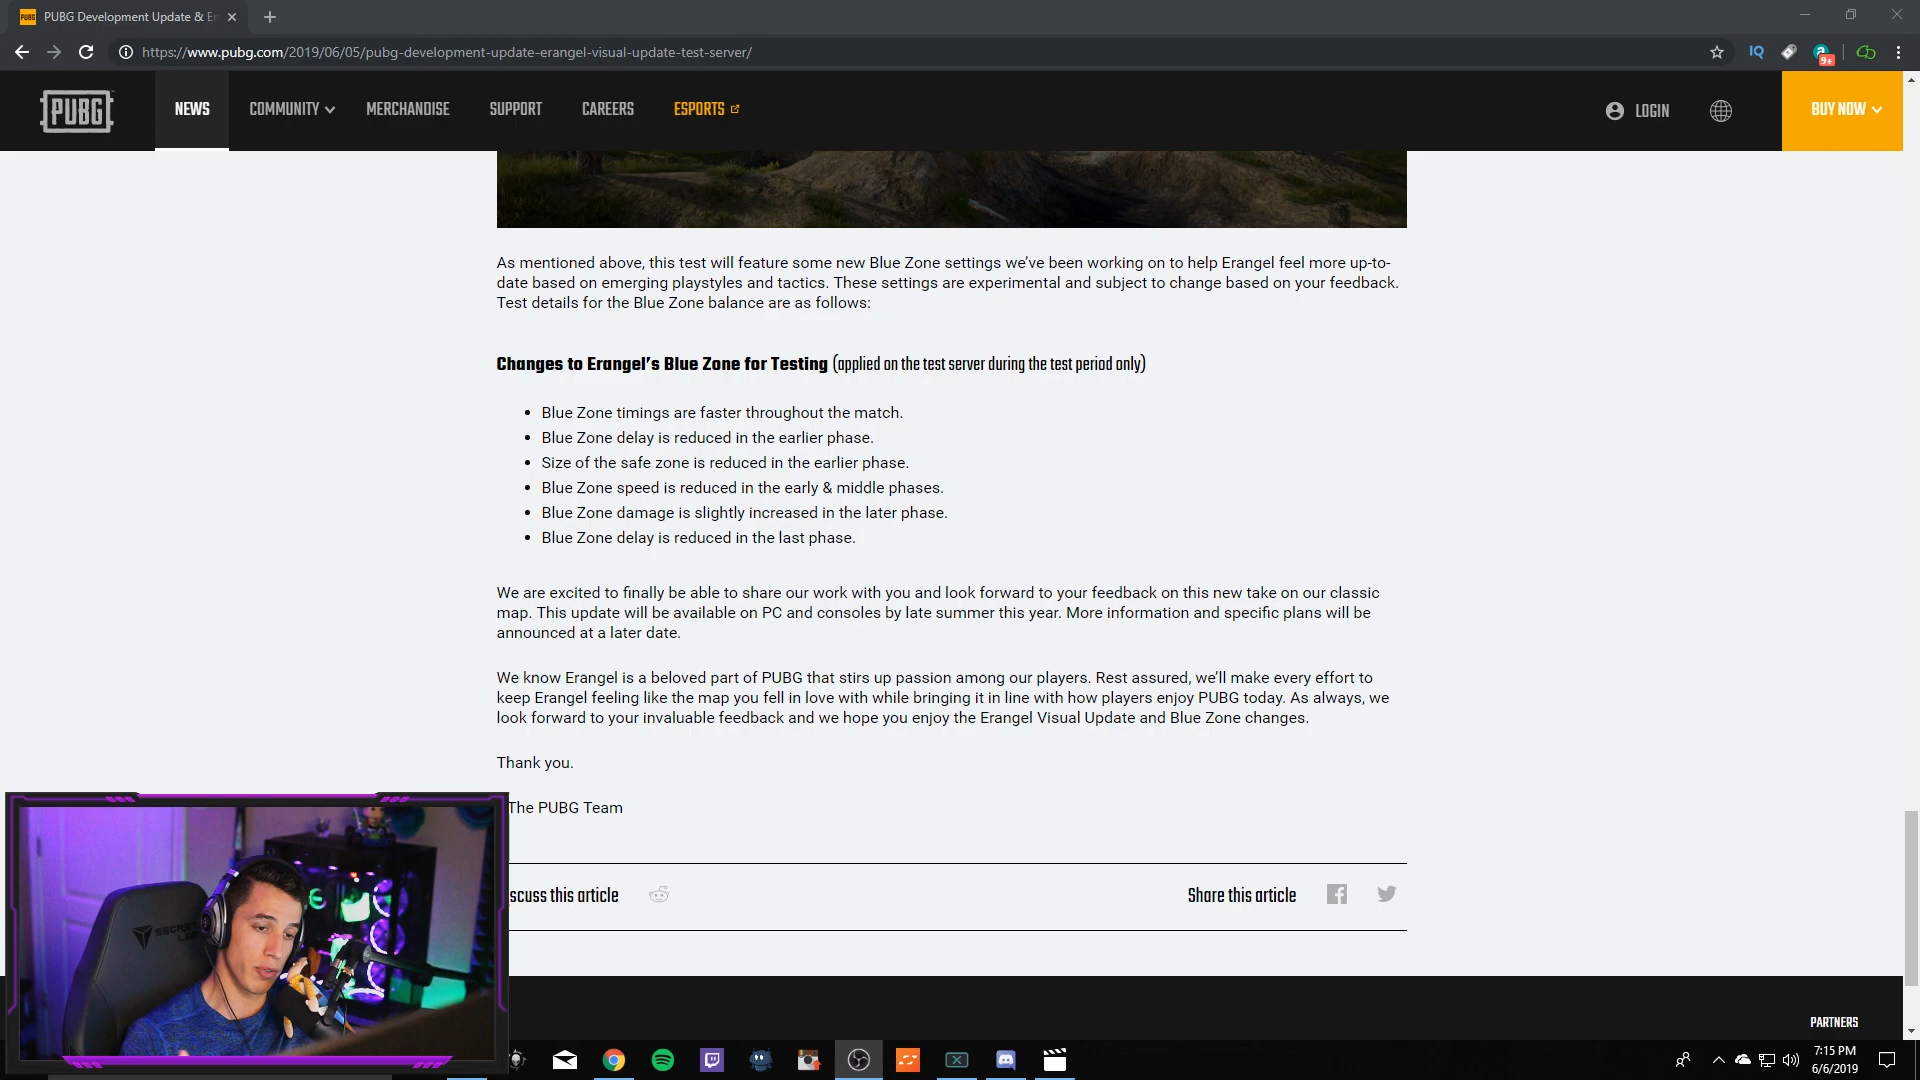 PUBG
PUBG Development Update & Er
https://www.pubg.com/2019/06/05/pubg-development-update-erangel-visual-update-test-server/
IQ
9+
PUBG
NEWS
COMMUNITY
MERCHANDISE
SUPPORT
CAREERS
ESPORTS
LOGIN
BUY NOW
As mentioned above, this test will feature some new Blue Zone settings we’ve been working on to help Erangel feel more up-to-
date based on emerging playstyles and tactics. These settings are experimental and subject to change based on your feedback.
Test details for the Blue Zone balance are as follows:
Changes to Erangel’s Blue Zone for Testing (applied on the test server during the test period only)
• Blue Zone timings are faster throughout the match.
• Blue Zone delay is reduced in the earlier phase.
• Size of the safe zone is reduced in the earlier phase.
• Blue Zone speed is reduced in the early & middle phases.
• Blue Zone damage is slightly increased in the later phase.
• Blue Zone delay is reduced in the last phase.
We are excited to finally be able to share our work with you and look forward to your feedback on this new take on our classic
map. This update will be available on PC and consoles by late summer this year. More information and specific plans will be
announced at a later date.
We know Erangel is a beloved part of PUBG that stirs up passion among our players. Rest assured, we’ll make every effort to
keep Erangel feeling like the map you fell in love with while bringing it in line with how players enjoy PUBG today. As always, we
look forward to your invaluable feedback and we hope you enjoy the Erangel Visual Update and Blue Zone changes.
Thank you.
The PUBG Team
scuss this article
Share this article
PARTNERS
7:15 PM
6/6/2019